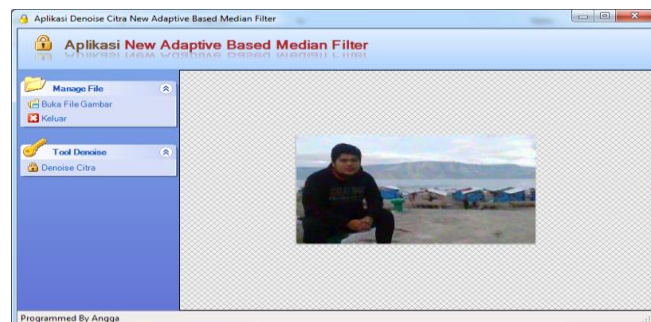 Aplikasi Denoise Citra New Adaptive Based Median Filter
Aplikasi New Adaptive Based Median Filter
Manage File
Buka File Gambar
Keluar
Tool Denoise
Denoise Citra
Programmed By Angga